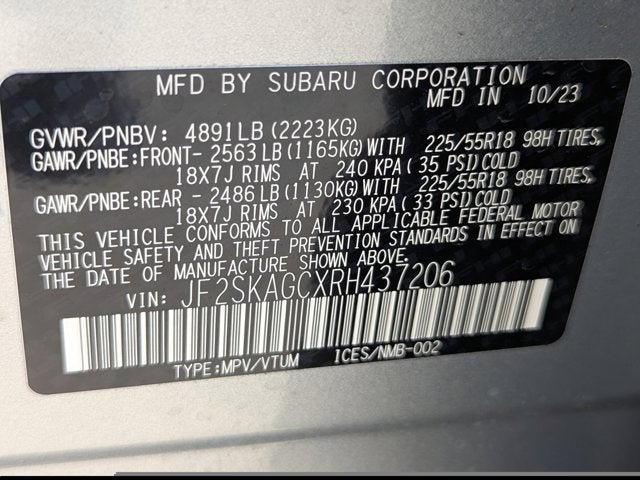 MFD BY SUBARU CORPORATION
MFD IN 10/23
GVWR/PNBV: 4891LB(2223KG)
GAWR/PNBE:FRONT- 2563LB(1165KG)WITH 225/55R18 98H TIRES,
18X7J RIMS AT 240 KPA(35 PSI)COLD
GAWR/PNBE:REAR - 2486LB(1130KG)WITH 225/55R18 98H TIRES,
18X7J RIMS AT 230 KPA(33 PSI)COLD
THIS VEHICLE CONFORMS TO ALL APPLICABLE FEDERAL MOTOR
VEHICLE SAFETY AND THEFT PREVENTION STANDARDS IN EFFECT ON
THE DATE OF MANUFACTURE SHOWN ABOVE.
VIN: JF2SKAGCXRH437206
TYPE:MPV/VTUM ICES/NMB-002